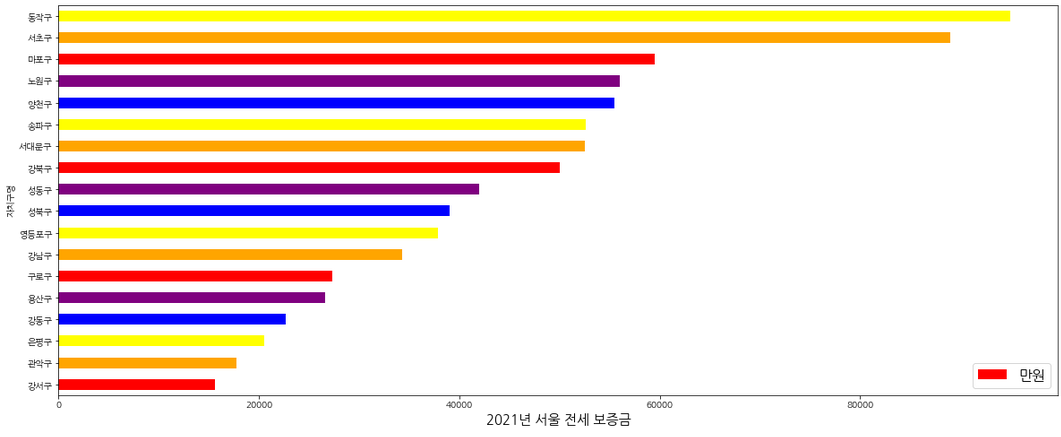 동작구
서초구
마포구
노원구
양천구
송파구
서대문구
강북구
성동구
성북구
영등포구
강남구
구로구
용산구
강동구
은평구
관악구
강서구
자치구명
만원
0 20000 40000 60000 80000
2021년 서울 전세 보증금